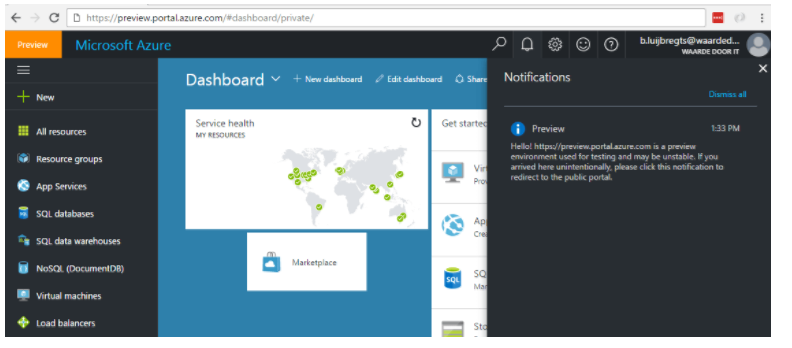 https://preview.portal.azure.com/#dashboard/private/
Preview
Microsoft Azure
b.luijbregts@waarded...
WAARDE DOOR IT
New
All resources
Resource groups
App Services
SQL databases
SQL data warehouses
NoSQL (DocumentDB)
Virtual machines
Load balancers
Dashboard
+ New dashboard
Edit dashboard
Share
Service health
MY RESOURCES
Marketplace
Get started
Vir
Prov
Ap
Crea
SQ
SQL
Man
Sto
Notifications
Dismiss all
Preview
1:33 PM
Hello! https://preview.portal.azure.com is a preview
environment used for testing and may be unstable. If you
arrived here unintentionally, please click this notification to
redirect to the public portal.